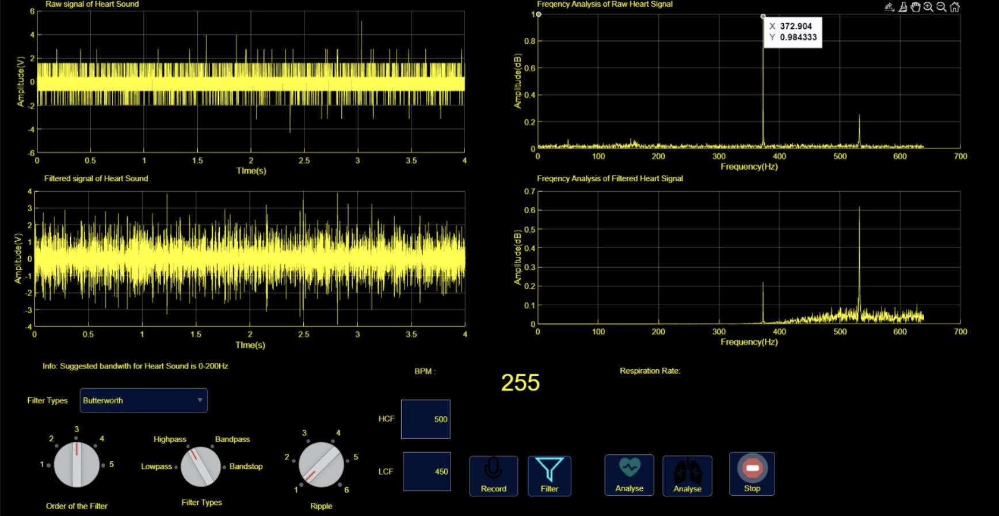 Raw signal of Heart Sound
6
4
2
0
-2
-4
-6
Amplitude(V)
0 0.5 1 1.5 2 2.5 3 3.5 4
TIme(s)
Freqency Analysis of Raw Heart Signal
1
0.8
0.6
0.4
0.2
0
Amplitude(dB)
X 372.904
Y 0.984333
0 100 200 300 400 500 600 700
Frequency(Hz)
Filtered signal of Heart Sound
4
3
2
1
0
-1
-2
-3
-4
Amplitude(V)
0 0.5 1 1.5 2 2.5 3 3.5 4
TIme(s)
Freqency Analysis of Filtered Heart Signal
0.7
0.6
0.5
0.4
0.3
0.2
0.1
0
Amplitude(dB)
0 100 200 300 400 500 600 700
Frequency(Hz)
Info: Suggested bandwith for Heart Sound is 0-200Hz
BPM :
255
Respiration Rate:
Filter Types
Butterworth
1 2 3 4 5
Order of the Filter
Lowpass Highpass Bandpass Bandstop
Filter Types
1 2 3 4 5 6
Ripple
HCF 500
LCF 450
Record
Filter
Analyse
Analyse
Stop